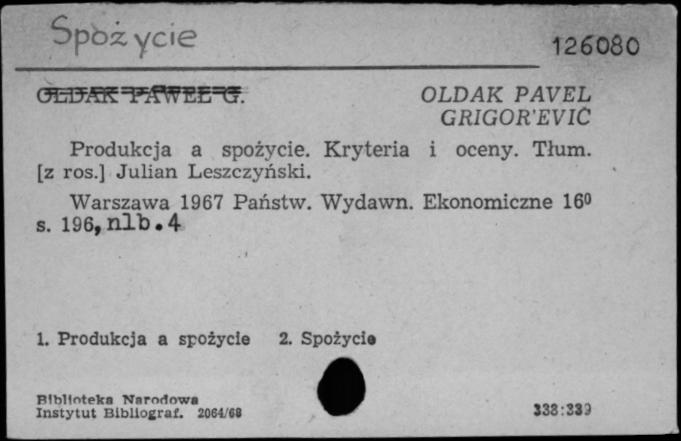 Spożycie
126080
OLDAK PAWEŁ G.
OLDAK PAVEL
GRIGOR'EVIČ
Produkcja a spożycie. Kryteria i oceny. Tłum.
[z ros.] Julian Leszczyński.
Warszawa 1967 Państw. Wydawn. Ekonomiczne 16⁰
s. 196, nlb. 4
1. Produkcja a spożycie 2. Spożycie
Biblioteka Narodowa
Instytut Bibliograf. 2064/68
338:339